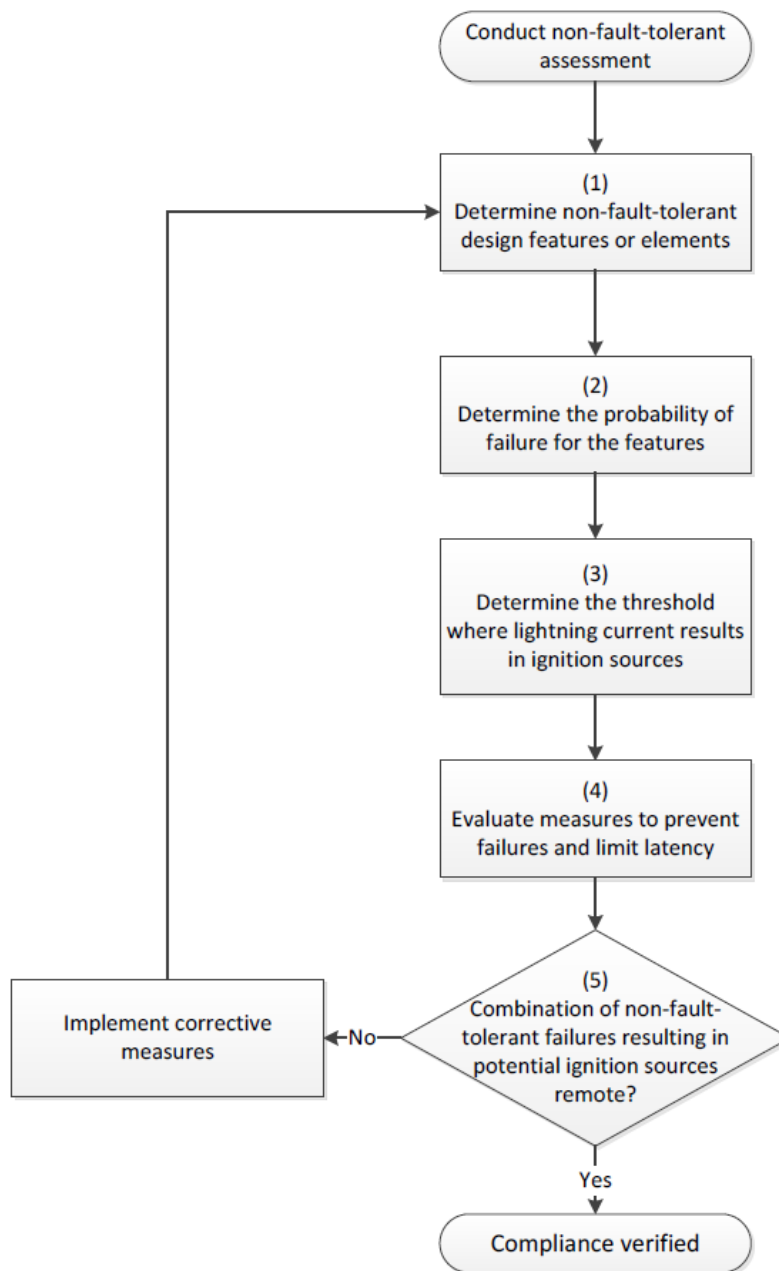 Conduct non-fault-tolerant
assessment
(1)
Determine non-fault-tolerant
design features or elements
(2)
Determine the probability of
failure for the features
(3)
Determine the threshold
where lightning current results
in ignition sources
(4)
Evaluate measures to prevent
failures and limit latency
(5)
Combination of non-fault-
tolerant failures resulting in
potential ignition sources
remote?
No
Implement corrective
measures
Yes
Compliance verified